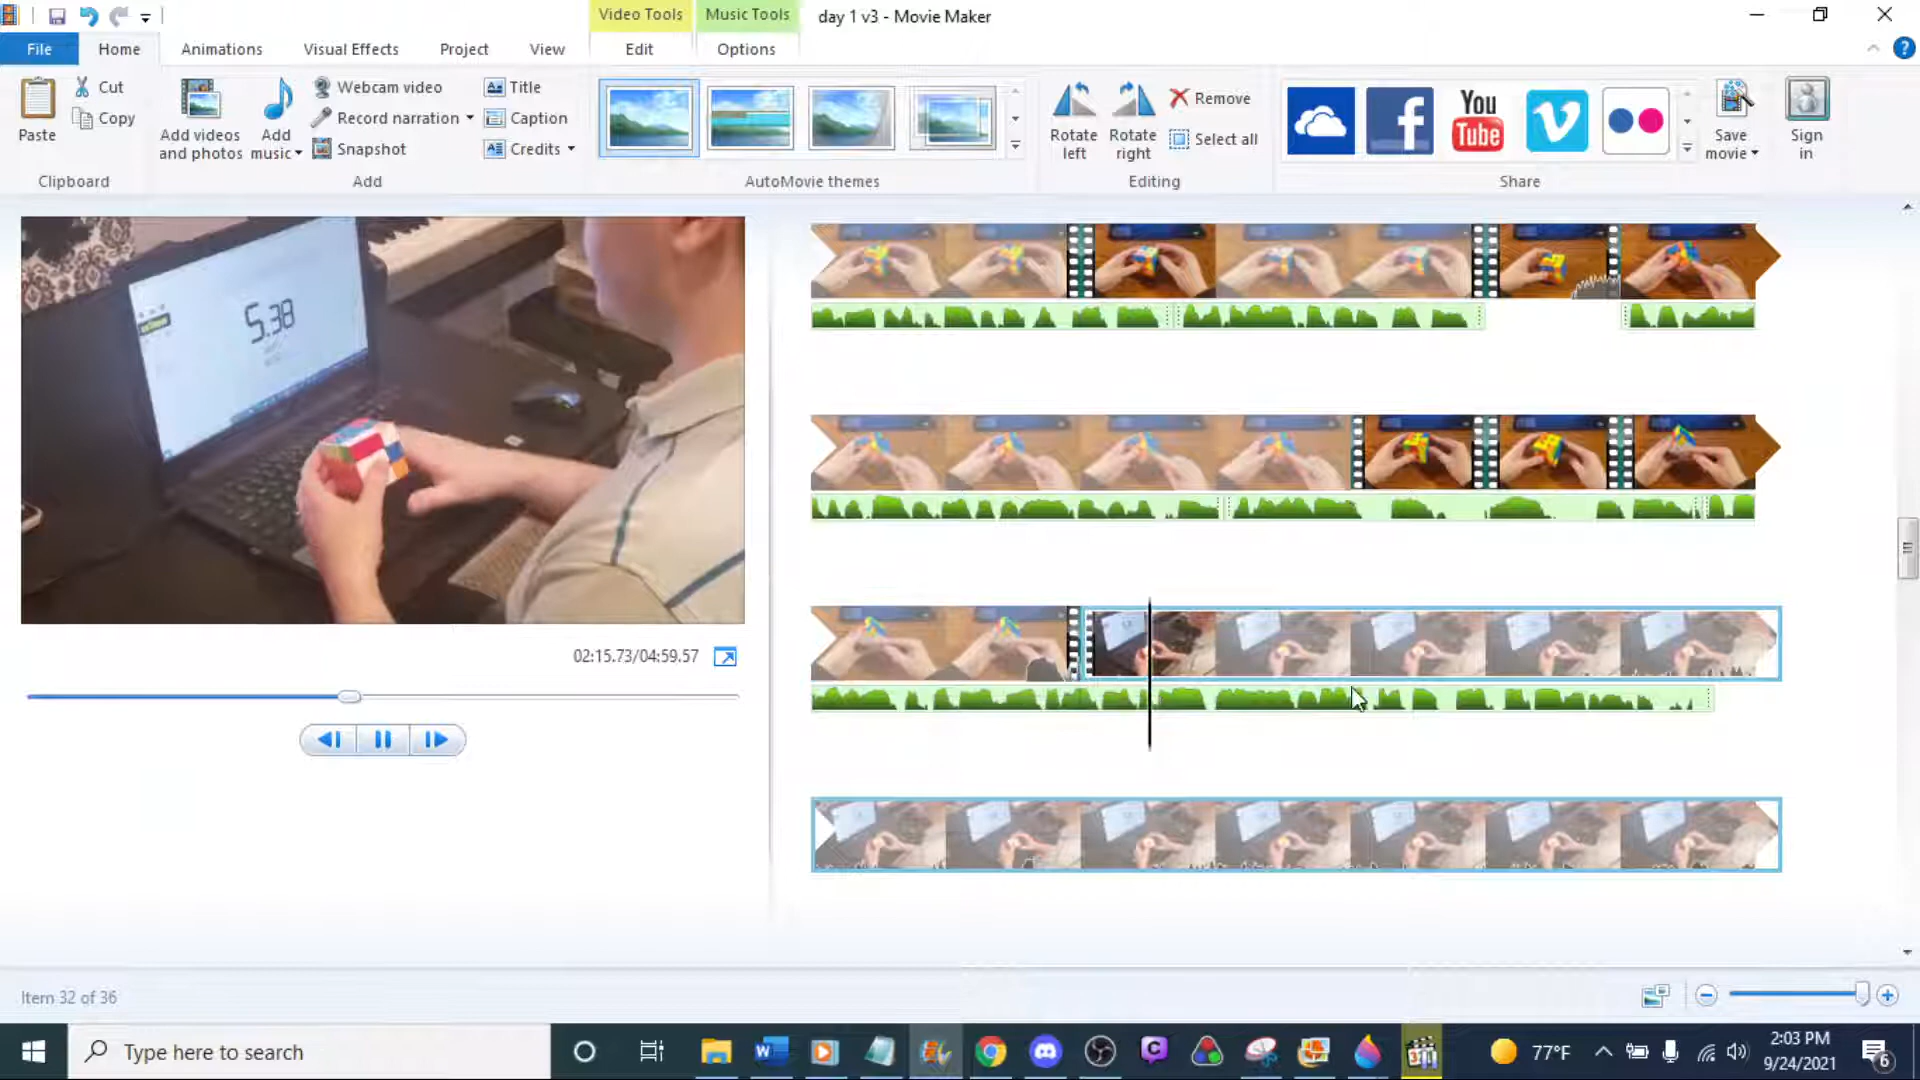 Video Tools
Music Tools
day 1 v3 - Movie Maker
File
Home
Animations
Visual Effects
Project
View
Edit
Options
Paste
Cut
Copy
Clipboard
Add videos
and photos
Add
music
Webcam video
Record narration
Snapshot
Title
Caption
Credits
Add
AutoMovie themes
Rotate
left
Rotate
right
Remove
Select all
Editing
You
Tube
Share
Save
movie
Sign
in
5.38
02:15.73/04:59.57
Item 32 of 36
Type here to search
77°F
2:03 PM
9/24/2021
6